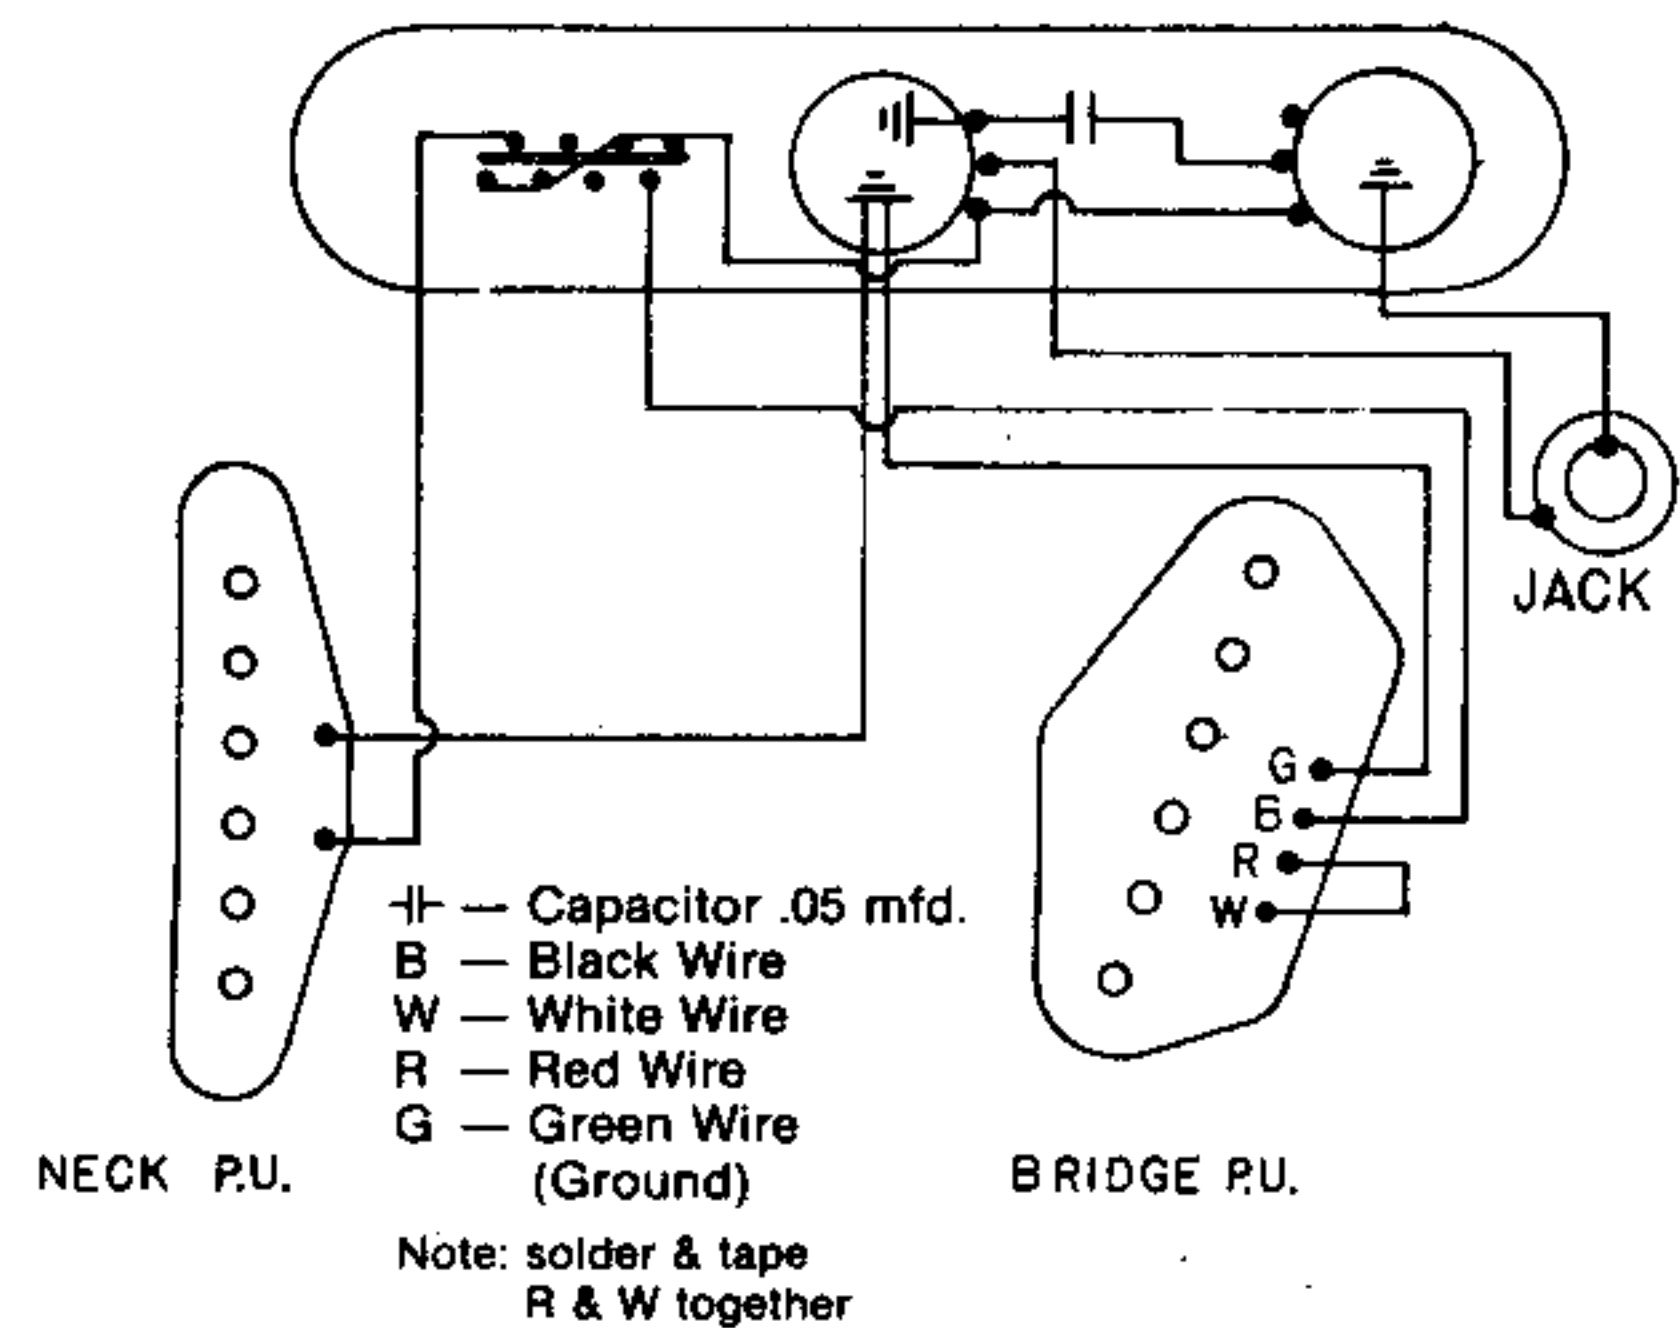 JACK
G
B
R
W
⊣⊢ — Capacitor .05 mfd.
B — Black Wire
W — White Wire
R — Red Wire
G — Green Wire
(Ground)
NECK P.U.
BRIDGE P.U.
Note: solder & tape
R & W together